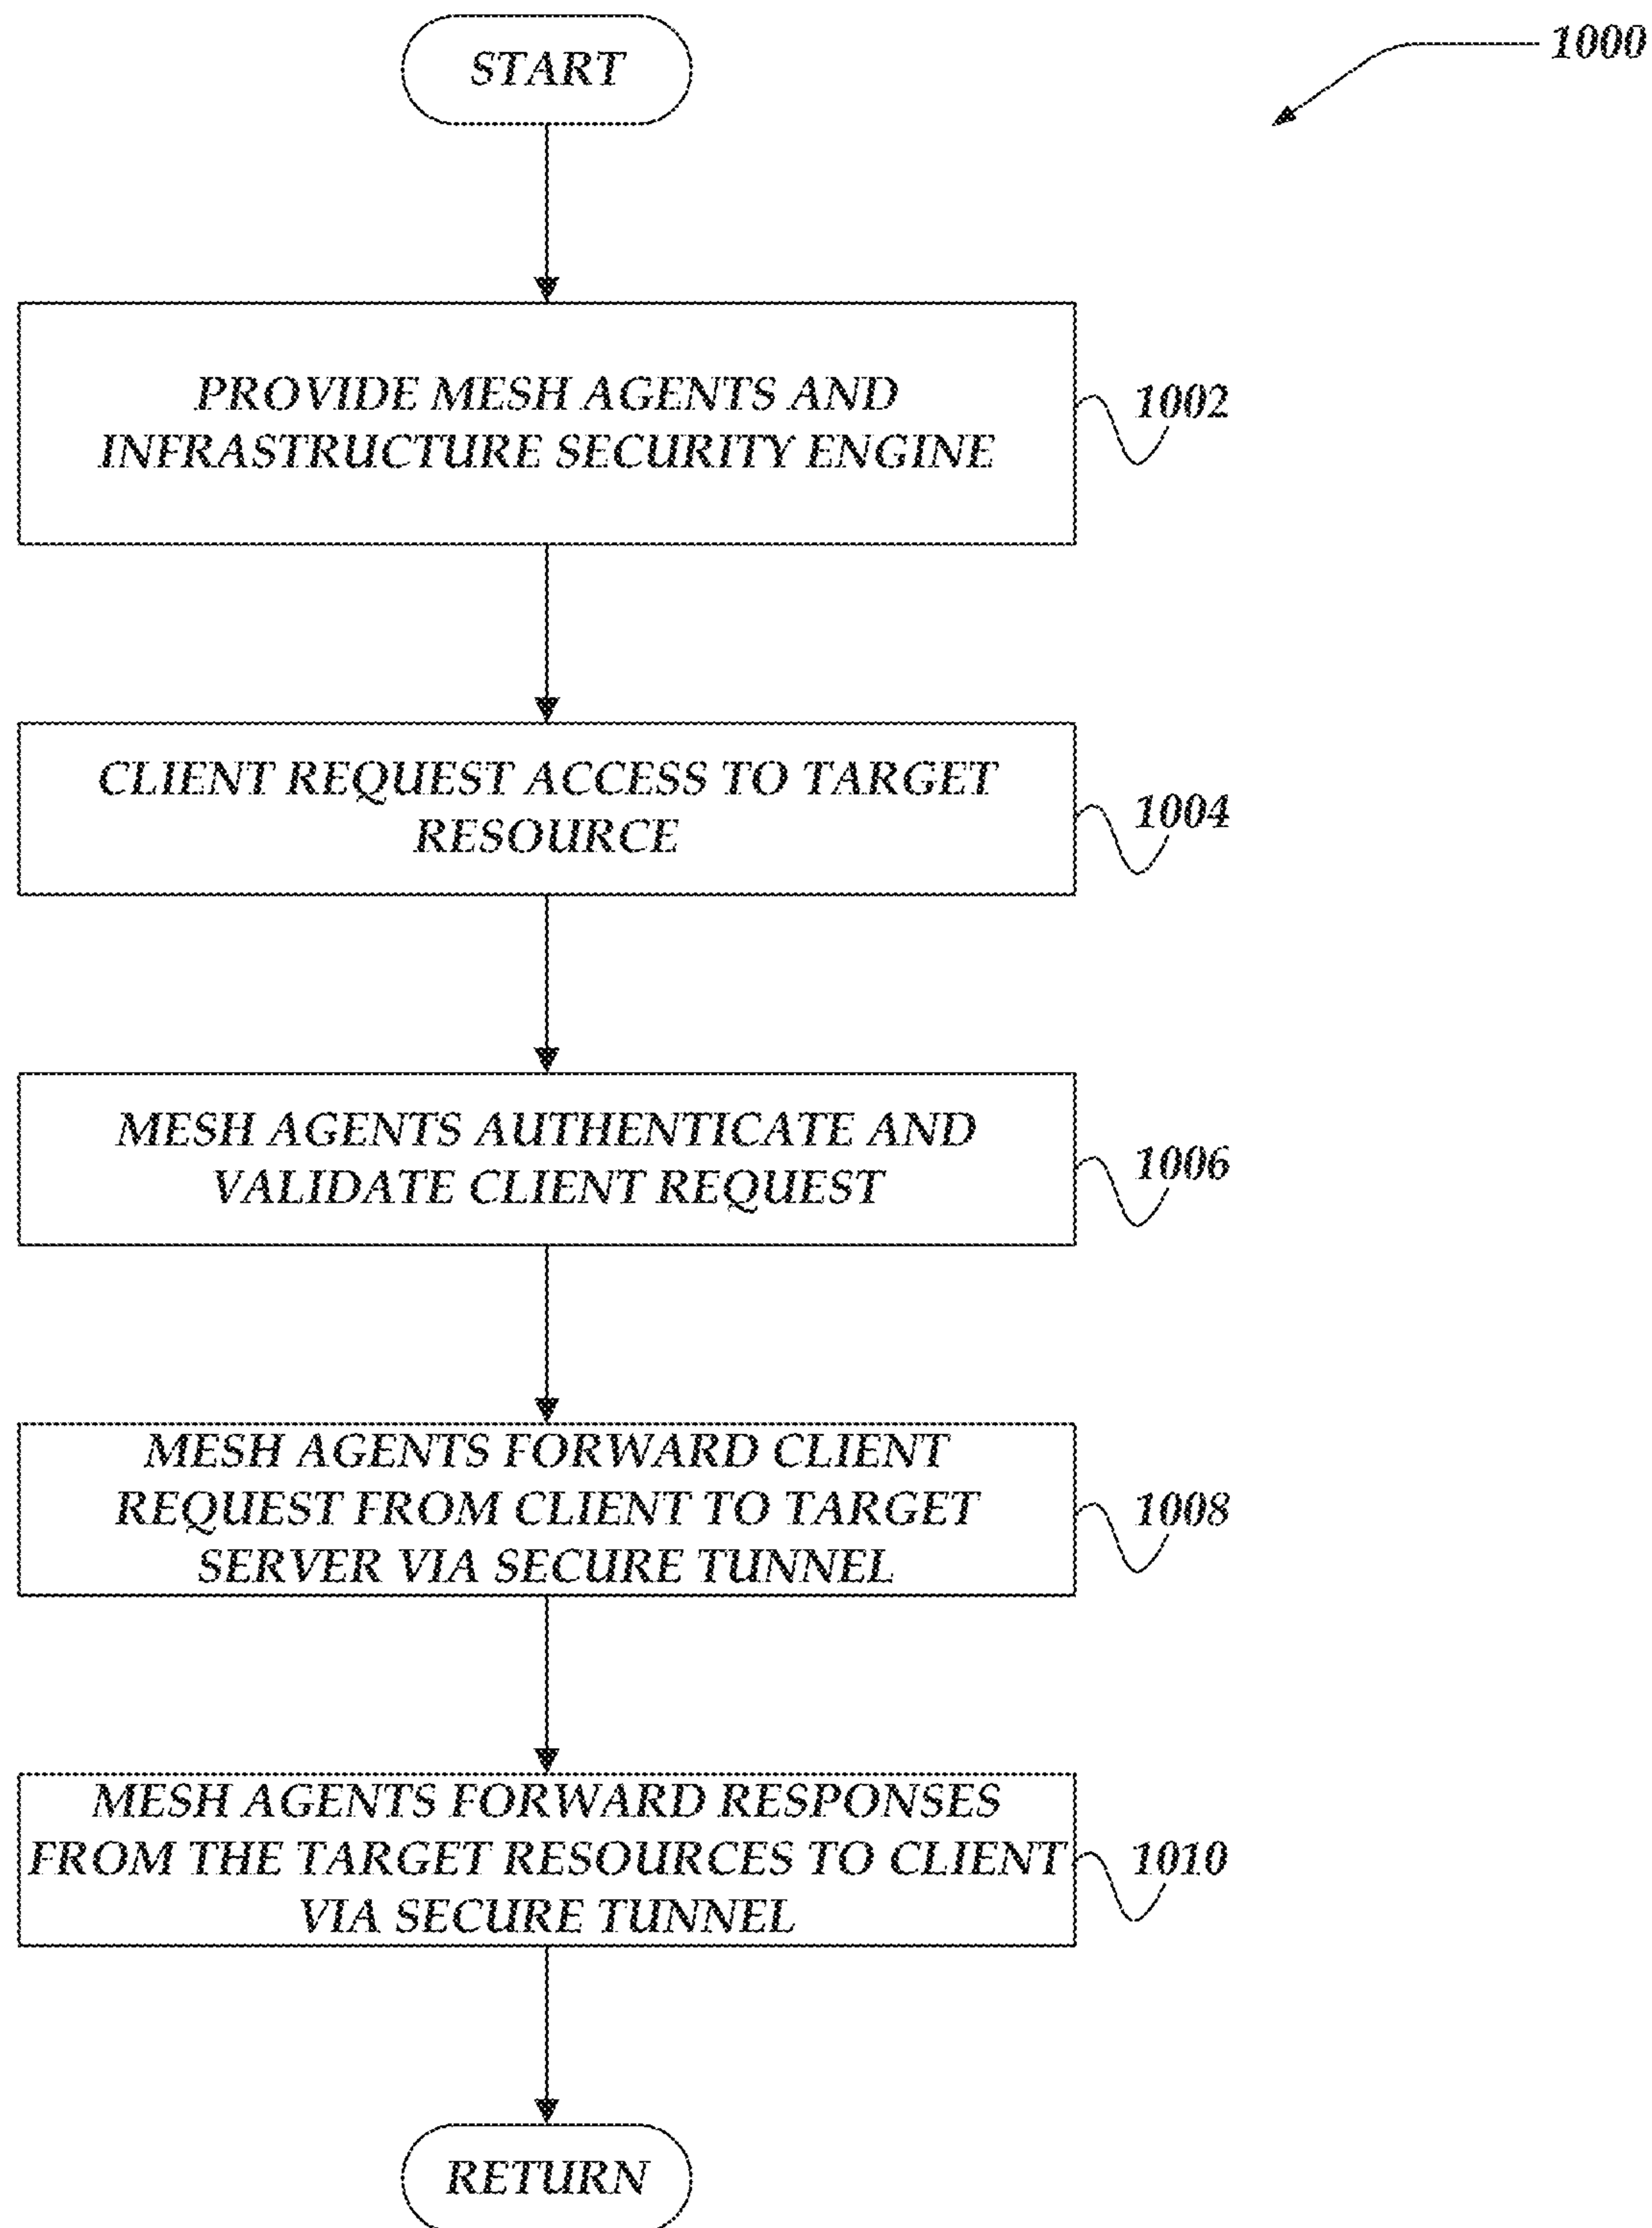 START
1000
PROVIDE MESH AGENTS AND
INFRASTRUCTURE SECURITY ENGINE
1002
CLIENT REQUEST ACCESS TO TARGET
RESOURCE
1004
MESH AGENTS AUTHENTICATE AND
VALIDATE CLIENT REQUEST
1006
MESH AGENTS FORWARD CLIENT
REQUEST FROM CLIENT TO TARGET
SERVER VIA SECURE TUNNEL
1008
MESH AGENTS FORWARD RESPONSES
FROM THE TARGET RESOURCES TO CLIENT
VIA SECURE TUNNEL
1010
RETURN